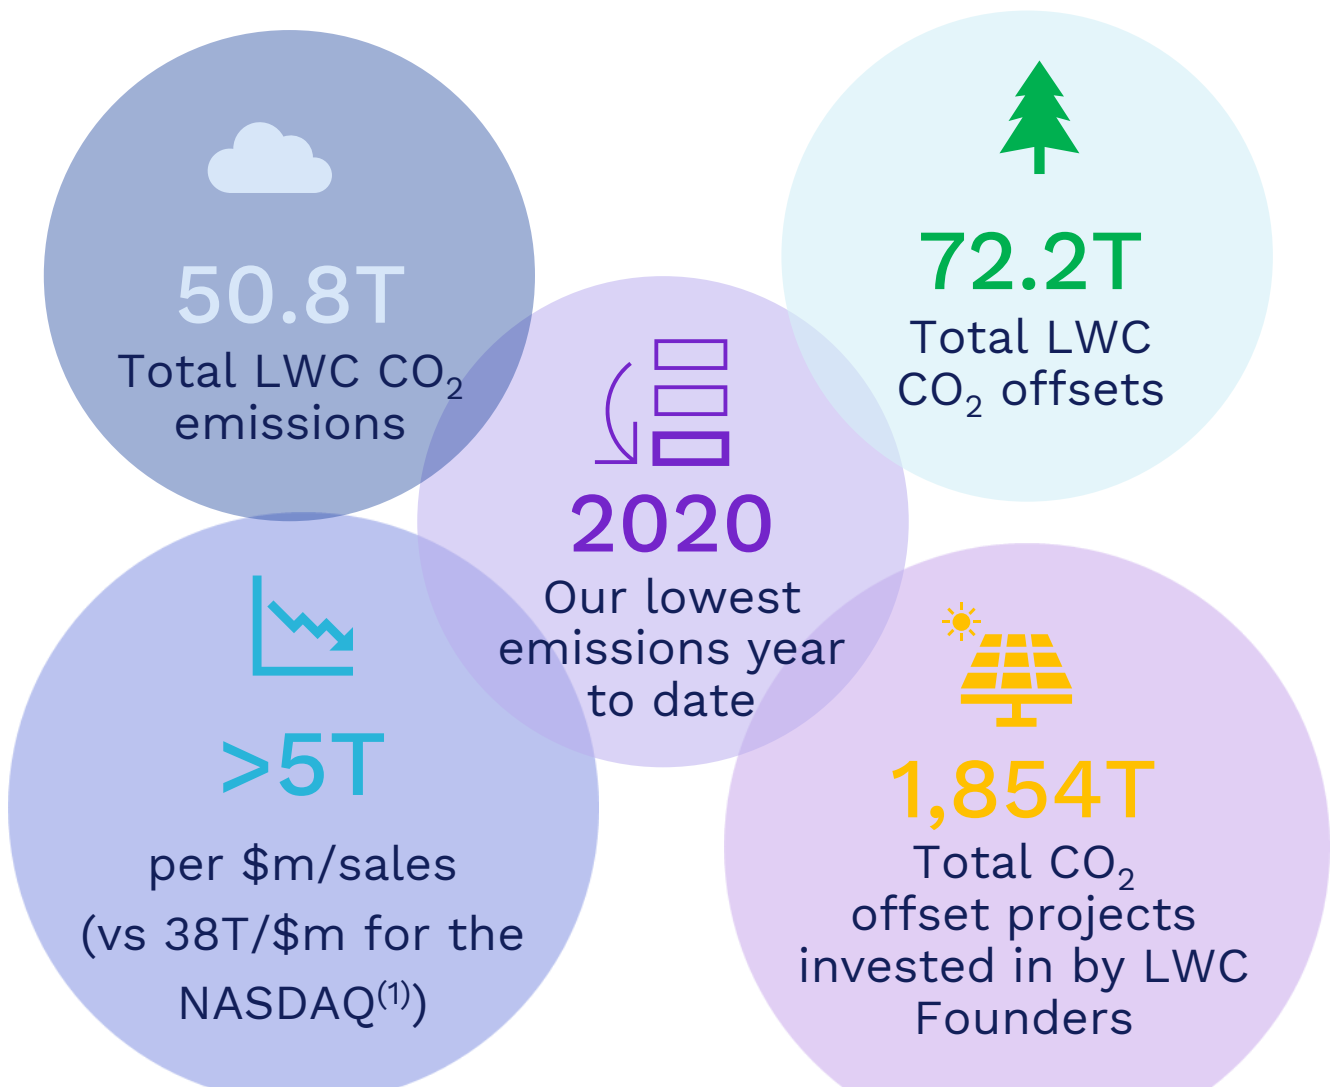 50.8T
Total LWC CO₂
emissions
72.2T
Total LWC
CO₂ offsets
2020
Our lowest
emissions year
to date
>5T
per $m/sales
(vs 38T/$m for the
NASDAQ⁽¹⁾)
1,854T
Total CO₂
offset projects
invested in by LWC
Founders